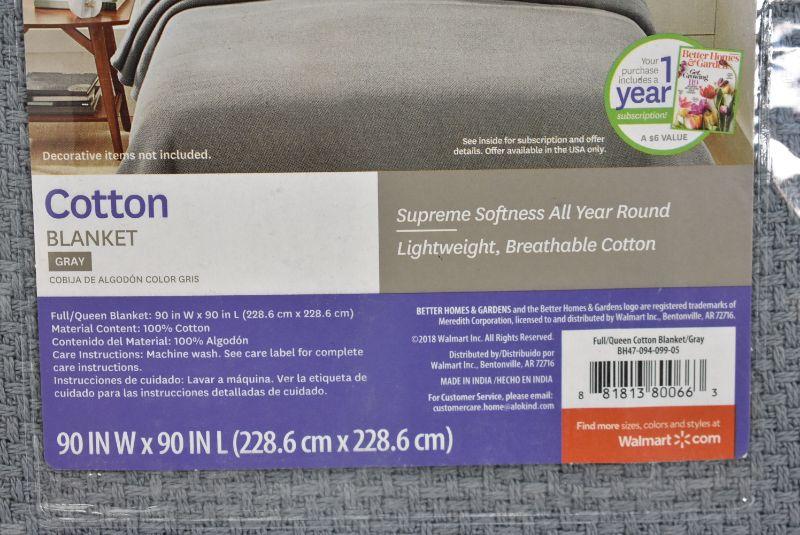 Your
purchase
includes a
1
year
subscription!
A $6 VALUE
Better Homes
& Gardens
Get
Growing
See inside for subscription and offer
details. Offer available in the USA only.
Decorative items not included.
Cotton
BLANKET
GRAY
COBIJA DE ALGODÓN COLOR GRIS
Supreme Softness All Year Round
Lightweight, Breathable Cotton
Full/Queen Blanket: 90 in W x 90 in L (228.6 cm x 228.6 cm)
Material Content: 100% Cotton
Contenido del Material: 100% Algodón
Care Instructions: Machine wash. See care label for complete
care instructions.
Instrucciones de cuidado: Lavar a máquina. Ver la etiqueta de
cuidado para las instrucciones detalladas de cuidado.
90 IN W x 90 IN L (228.6 cm x 228.6 cm)
BETTER HOMES & GARDENS and the Better Homes & Gardens logo are registered trademarks of
Meredith Corporation, licensed to and distributed by Walmart Inc., Bentonville, AR 72716.
©2018 Walmart Inc. All Rights Reserved.
Distributed by/Distribuido por
Walmart Inc., Bentonville, AR 72716
MADE IN INDIA /HECHO EN INDIA
For Customer Service, please email:
customercare.home@alokind.com
Full/Queen Cotton Blanket/Gray
BH47-094-099-05
8 81813 80066 3
Find more sizes, colors and styles at
Walmart.com